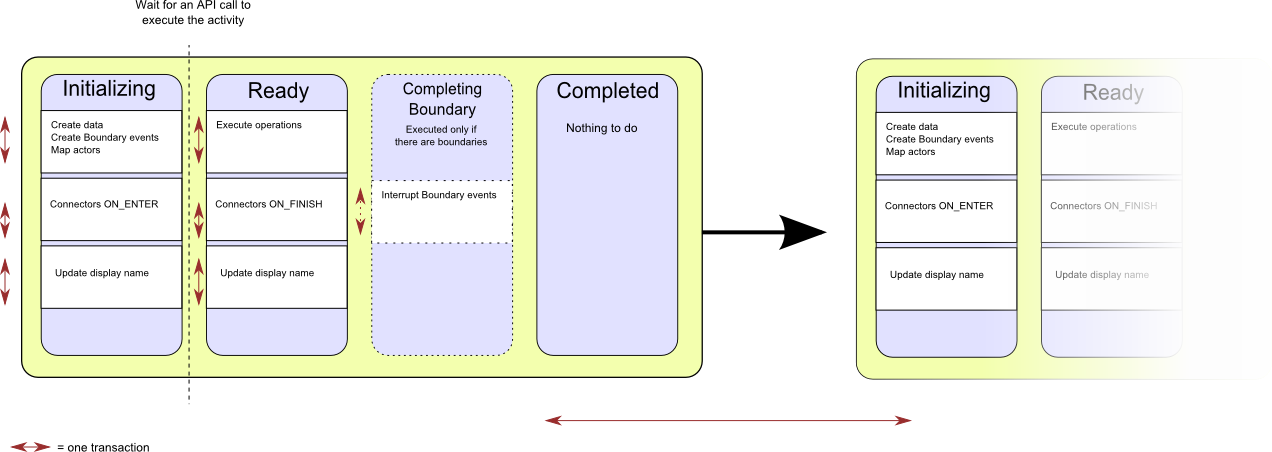 Wait for an API call to
execute the activity
Initializing
Create data
Create Boundary events
Map actors
Connectors ON_ENTER
Update display name
Ready
Execute operations
Connectors ON_FINISH
Update display name
Completing
Boundary
Executed only if
there are boundaries
Interrupt Boundary events
Completed
Nothing to do
Initializing
Create data
Create Boundary events
Map actors
Connectors ON_ENTER
Update display name
Ready
Execute operations
Connectors ON_FINISH
Update display name
= one transaction